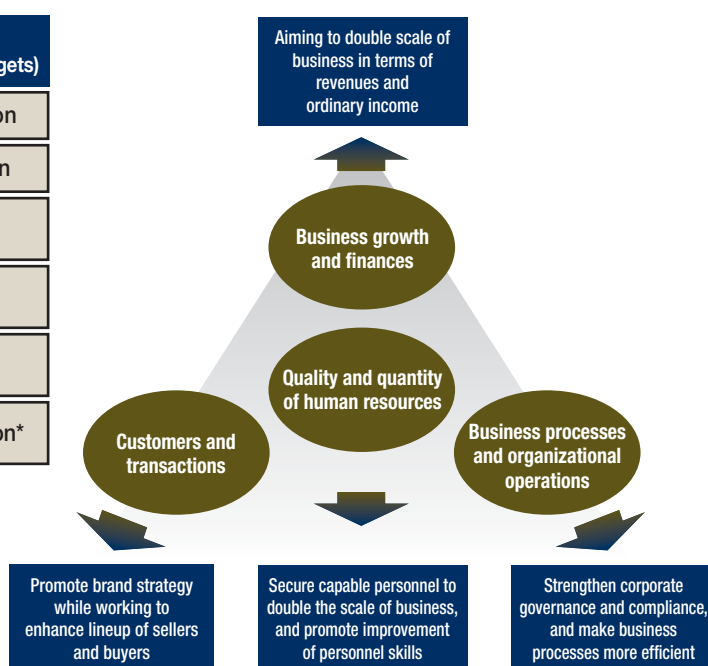 gets)
on
n
on*
Aiming to double scale of
business in terms of
revenues and
ordinary income
Business growth
and finances
Quality and quantity
of human resources
Customers and
transactions
Business processes
and organizational
operations
Promote brand strategy
while working to
enhance lineup of sellers
and buyers
Secure capable personnel to
double the scale of business,
and promote improvement
of personnel skills
Strengthen corporate
governance and compliance,
and make business
processes more efficient